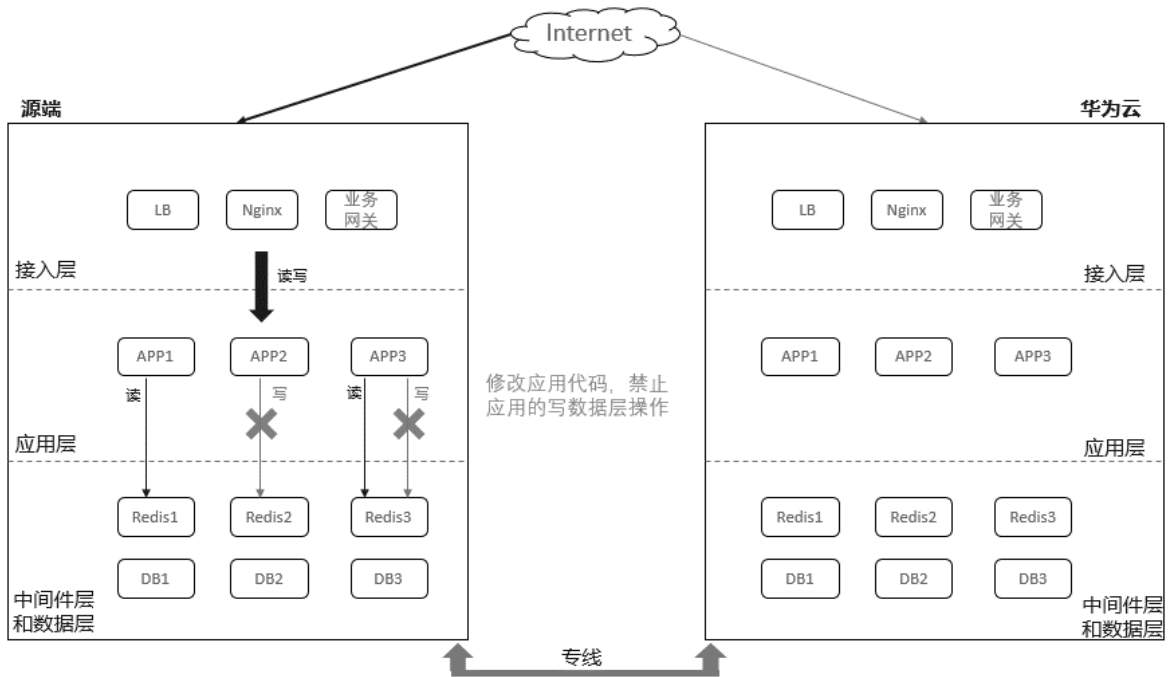 Internet
源端
华为云
LB
Nginx
业务
网关
LB
Nginx
业务
网关
接入层
读写
接入层
APP1
APP2
APP3
APP1
APP2
APP3
读
写
读
写
修改应用代码，禁止
应用的写数据层操作
应用层
应用层
Redis1
Redis2
Redis3
Redis1
Redis2
Redis3
DB1
DB2
DB3
DB1
DB2
DB3
中间件层
和数据层
中间件层
和数据层
专线